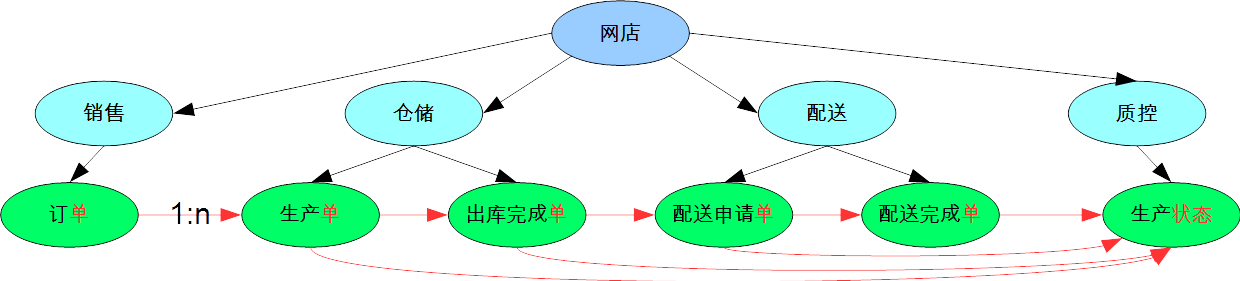 网店
销售
仓储
配送
质控
订单
1:n
生产单
出库完成单
配送申请单
配送完成单
生产状态